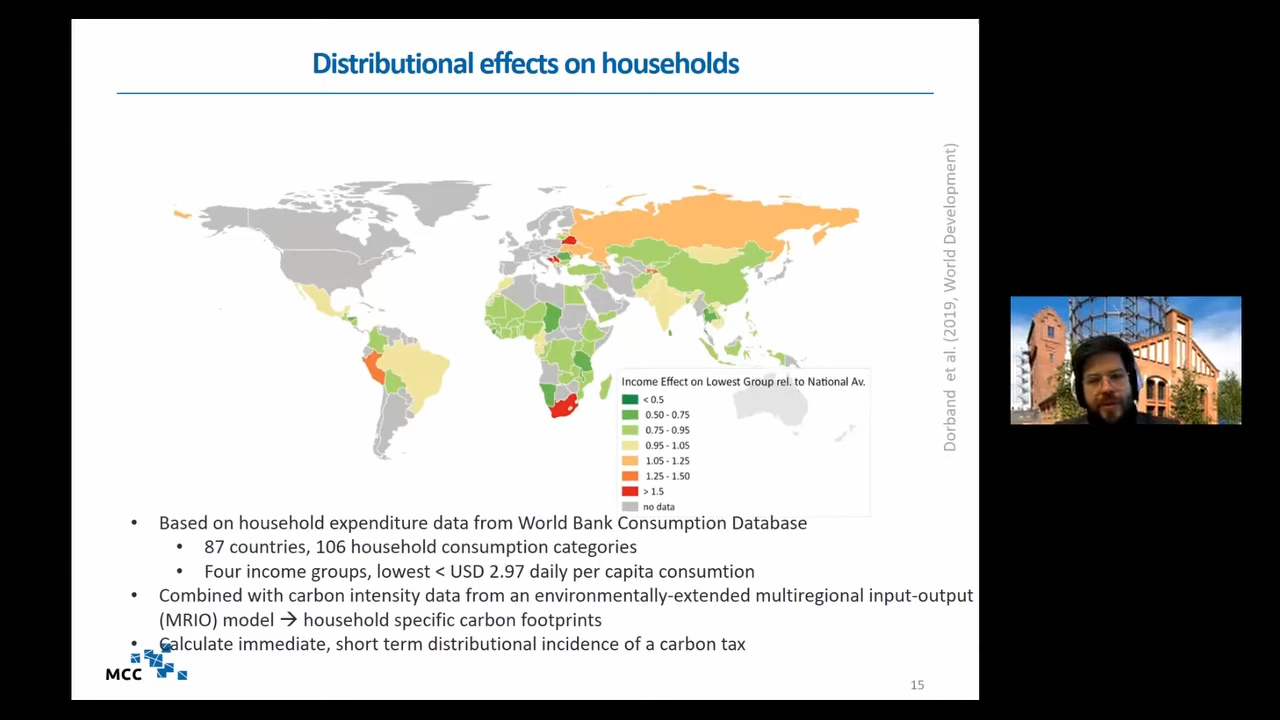 Distributional effects on households
Dorband et al. (2019, World Development)
Income Effect on Lowest Group rel. to National Av.
< 0.5
0.50 - 0.75
0.75 - 0.95
0.95 - 1.05
1.05 - 1.25
1.25 - 1.50
> 1.5
no data
• Based on household expenditure data from World Bank Consumption Database
• 87 countries, 106 household consumption categories
• Four income groups, lowest < USD 2.97 daily per capita consumtion
• Combined with carbon intensity data from an environmentally-extended multiregional input-output
(MRIO) model → household specific carbon footprints
• Calculate immediate, short term distributional incidence of a carbon tax
MCC
15